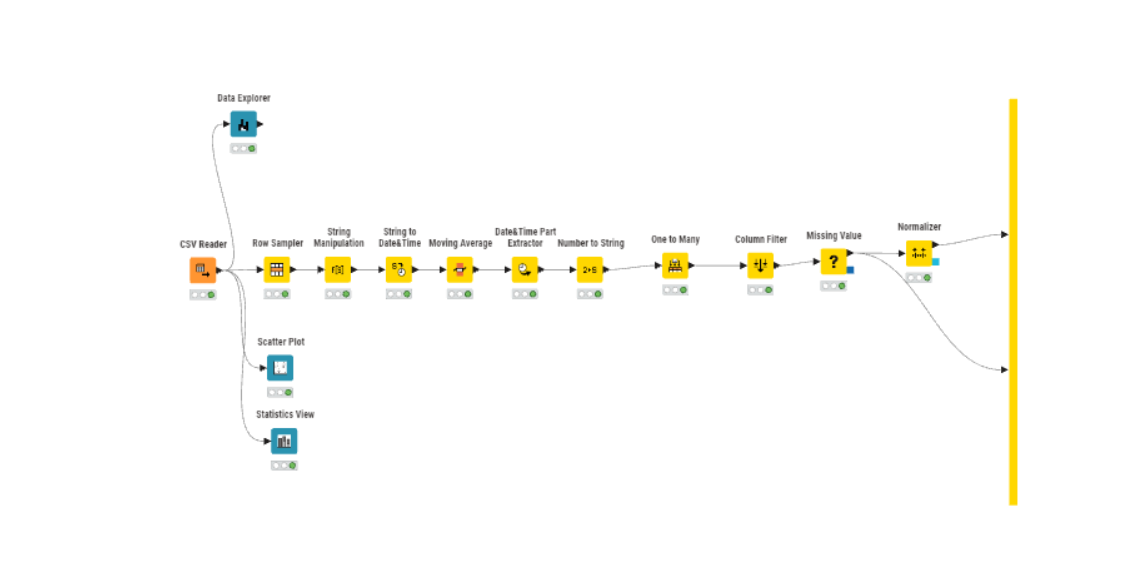 Data Explorer
CSV Reader
Row Sampler
String
Manipulation
String to
Date&Time
Moving Average
Date&Time Part
Extractor
Number to String
One to Many
Column Filter
Missing Value
Normalizer
Scatter Plot
Statistics View